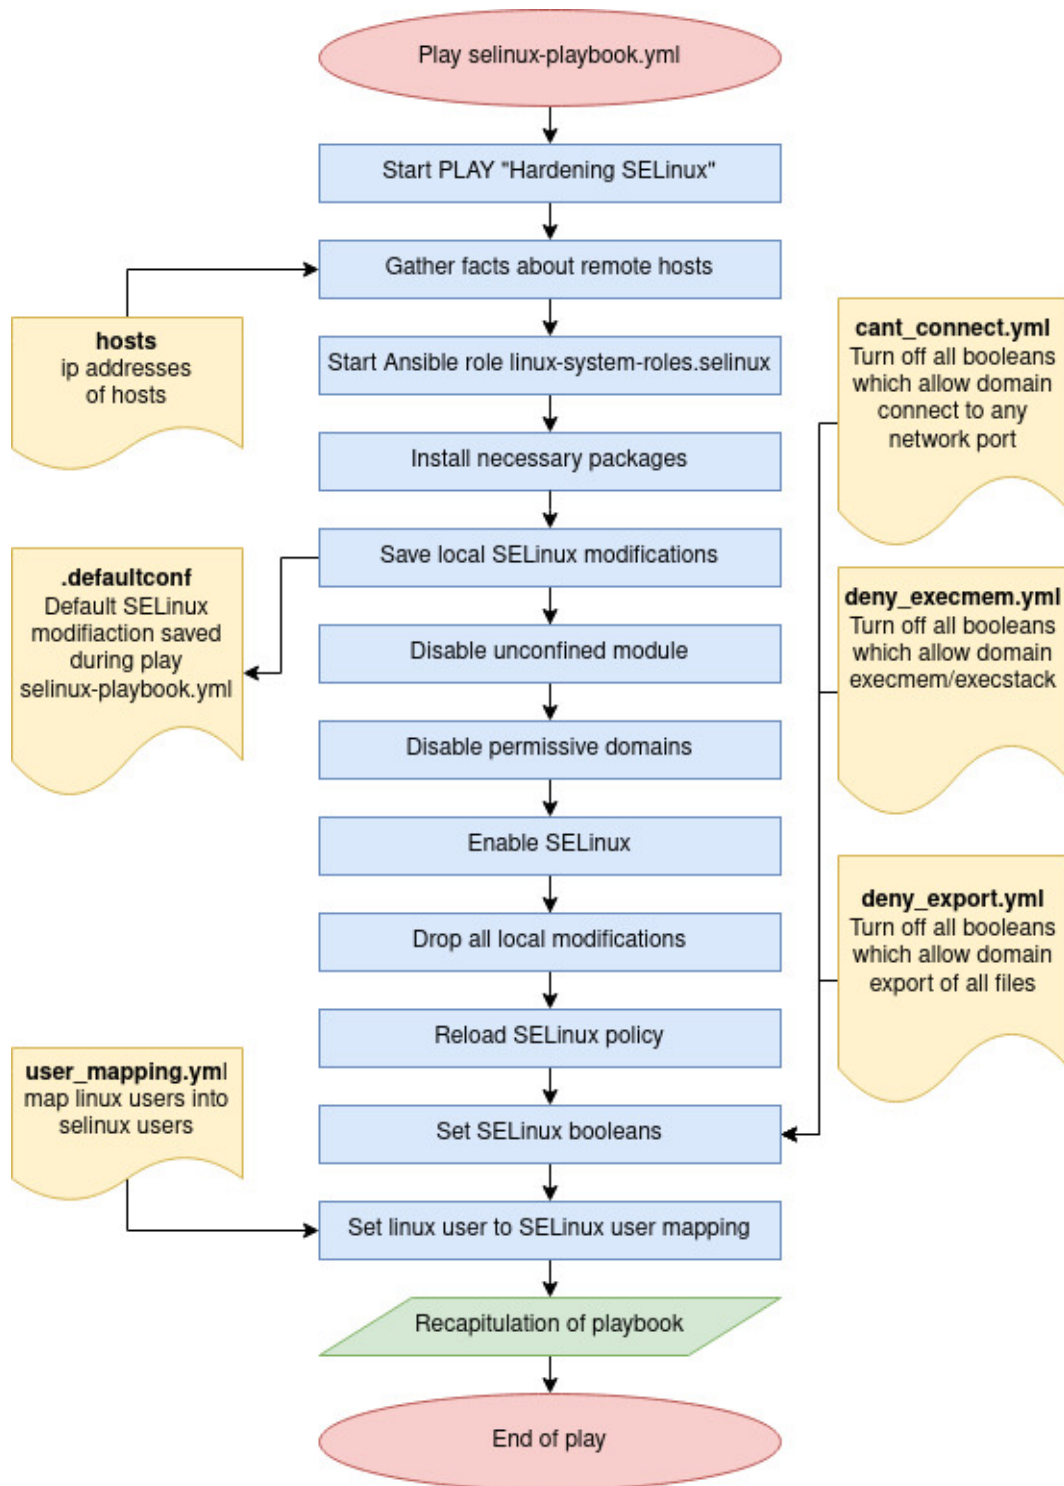 Play selinux-playbook.yml
Start PLAY "Hardening SELinux"
Gather facts about remote hosts
hosts
ip addresses
of hosts
cant_connect.yml
Turn off all booleans
which allow domain
connect to any
network port
Start Ansible role linux-system-roles.selinux
Install necessary packages
Save local SELinux modifications
.defaultconf
Default SELinux
modifiaction saved
during play
selinux-playbook.yml)
deny_execmem.yml
Turn off all booleans
which allow domain
execmem/execstack
Disable unconfined module
Disable permissive domains
Enable SELinux
deny_export.yml
Turn off all booleans
which allow domain
export of all files
Drop all local modifications
Reload SELinux policy
user_mapping.yml
map linux users into
selinux users
Set SELinux booleans
Set linux user to SELinux user mapping
Recapitulation of playbook
End of play